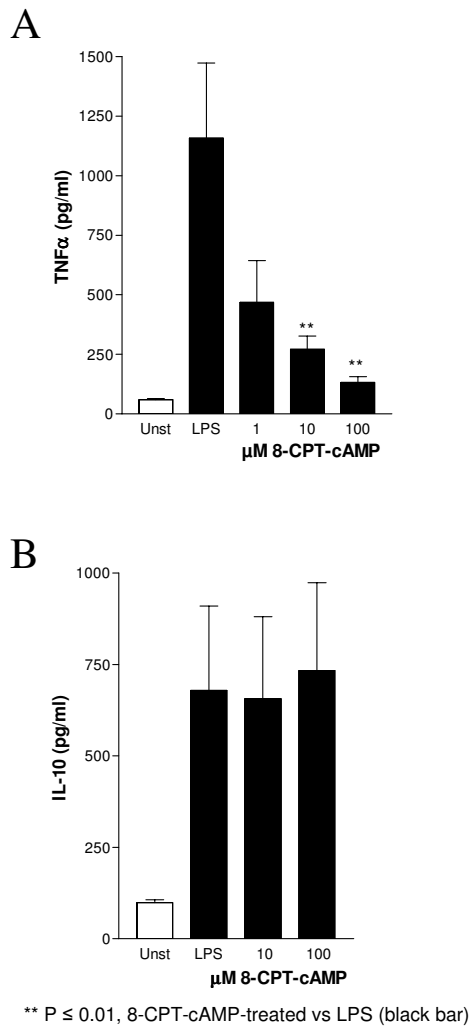 A
1500
1250
1000
750
500
250
0
TNFα (pg/ml)
**
**
Unst LPS 1 10 100
µM 8-CPT-cAMP
B
1000
750
500
250
0
IL-10 (pg/ml)
Unst LPS 10 100
µM 8-CPT-cAMP
** P ≤ 0.01, 8-CPT-cAMP-treated vs LPS (black bar)